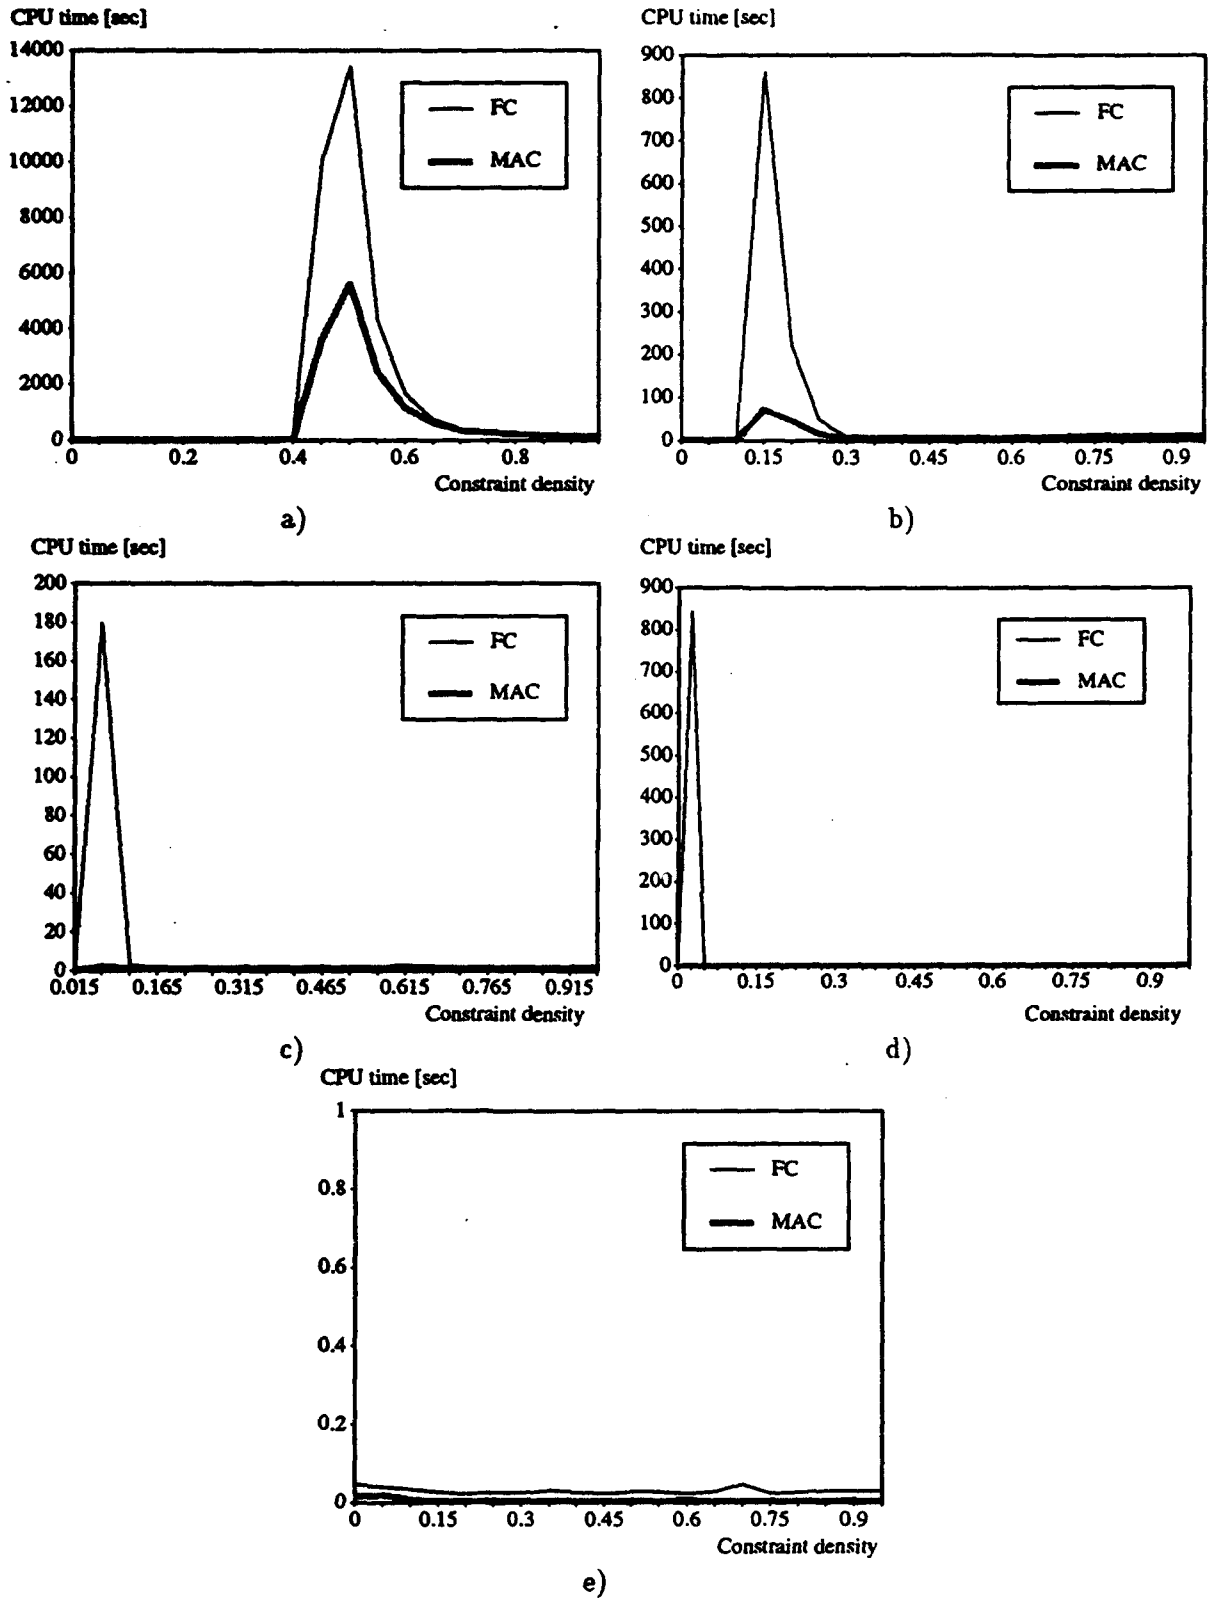 CPU time [sec]
14000
12000
10000
8000
6000
4000
2000
0
FC
MAC
0 0.2 0.4 0.6 0.8
Constraint density
a)
CPU time [sec]
900
800
700
600
500
400
300
200
100
0
FC
MAC
0 0.15 0.3 0.45 0.6 0.75 0.9
Constraint density
b)
CPU time [sec]
200
180
160
140
120
100
80
60
40
20
0
FC
MAC
0.015 0.165 0.315 0.465 0.615 0.765 0.915
Constraint density
c)
CPU time [sec]
900
800
700
600
500
400
300
200
100
0
FC
MAC
0 0.15 0.3 0.45 0.6 0.75 0.9
Constraint density
d)
CPU time [sec]
1
0.8
0.6
0.4
0.2
0
FC
MAC
0 0.15 0.3 0.45 0.6 0.75 0.9
Constraint density
e)